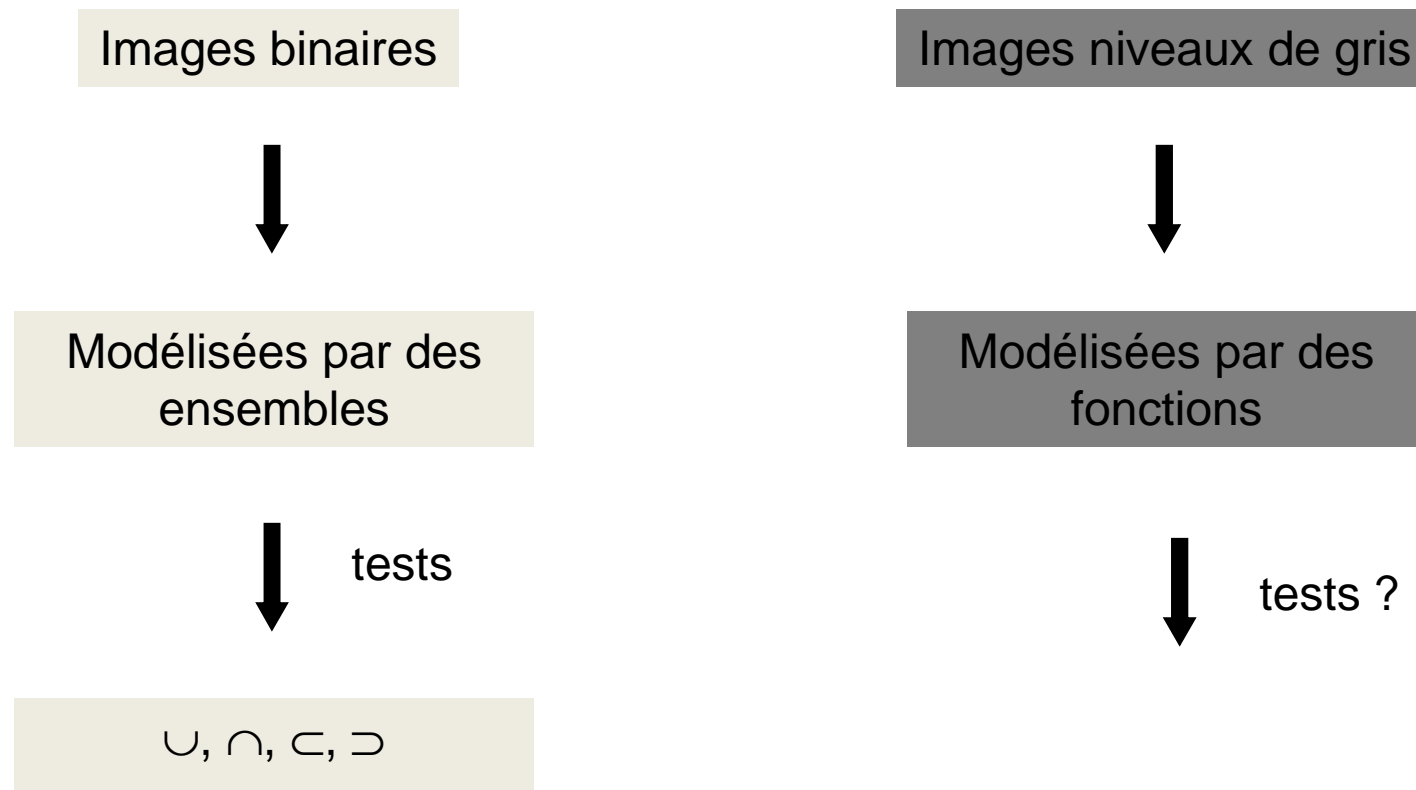 Images binaires
Images niveaux de gris
Modélisées par des
ensembles
Modélisées par des
fonctions
tests
tests ?
∪, ∩, ⊂, ⊃